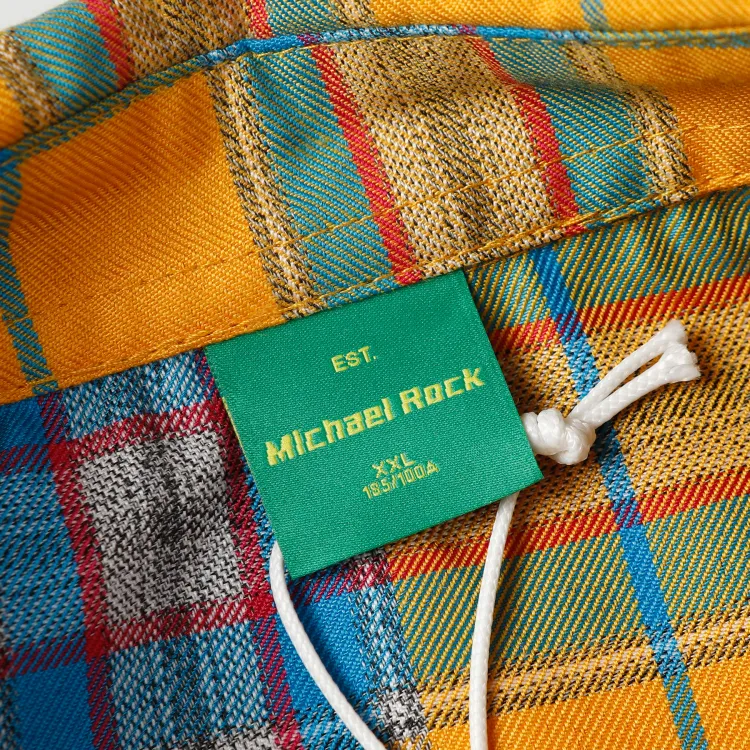 EST.
Michael Rock
XXL
185/100A